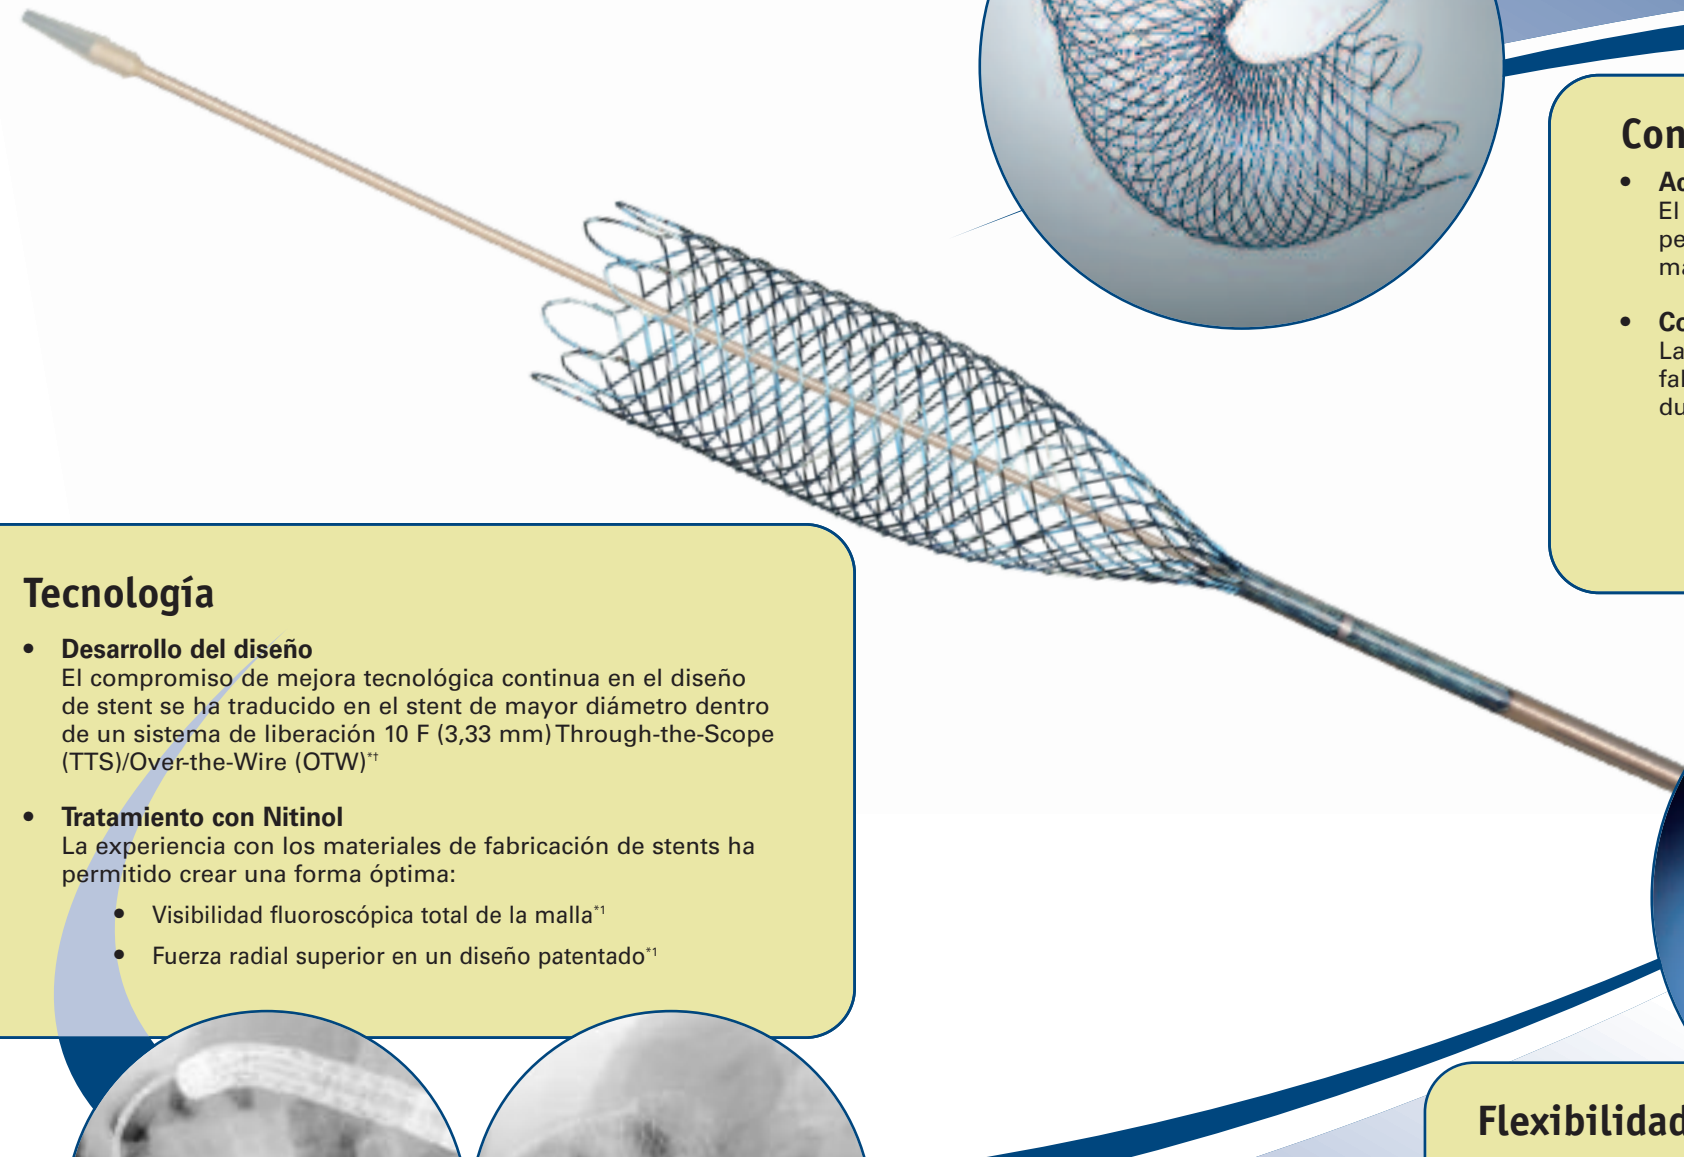 Tecnología
• Desarrollo del diseño
El compromiso de mejora tecnológica continua en el diseño
de stent se ha traducido en el stent de mayor diámetro dentro
de un sistema de liberación 10 F (3,33 mm) Through-the-Scope
(TTS)/Over-the-Wire (OTW)*†
• Tratamiento con Nitinol
La experiencia con los materiales de fabricación de stents ha
permitido crear una forma óptima:
• Visibilidad fluoroscópica total de la malla*1
• Fuerza radial superior en un diseño patentado*1
El
La
Flexibilidad